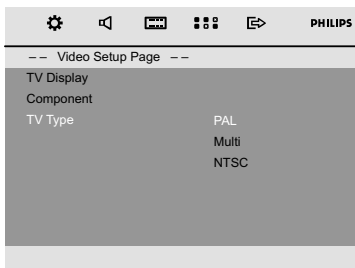 PHILIPS
-- Video Setup Page --
TV Display
Component
TV Type PAL
Multi
NTSC